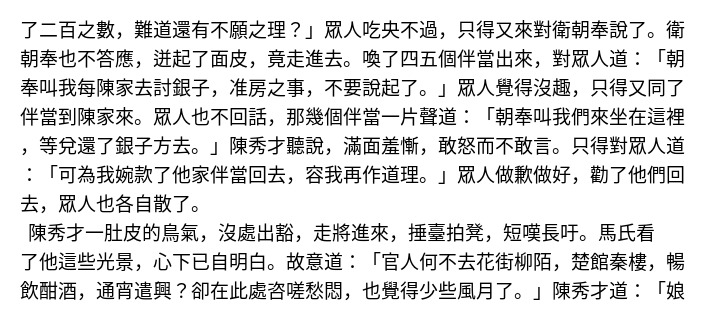 了二百之數，難道還有不願之理？」眾人吃央不過，只得又來對衛朝奉說了。衛
朝奉也不答應，迸起了面皮，竟走進去。喚了四五個伴當出來，對眾人道：「朝
奉叫我每陳家去討銀子，准房之事，不要說起了。」眾人覺得沒趣，只得又同了
伴當到陳家來。眾人也不回話，那幾個伴當一片聲道：「朝奉叫我們來坐在這裡
，等兌還了銀子方去。」陳秀才聽說，滿面羞慚，敢怒而不敢言。只得對眾人道
：「可為我婉款了他家伴當回去，容我再作道理。」眾人做歉做好，勸了他們回
去，眾人也各自散了。
陳秀才一肚皮的鳥氣，沒處出豁，走將進來，捶臺拍凳，短嘆長吁。馬氏看
了他這些光景，心下已自明白。故意道：「官人何不去花街柳陌，楚館秦樓，暢
飲酣酒，通宵遣興？卻在此處咨嗟愁悶，也覺得少些風月了。」陳秀才道：「娘